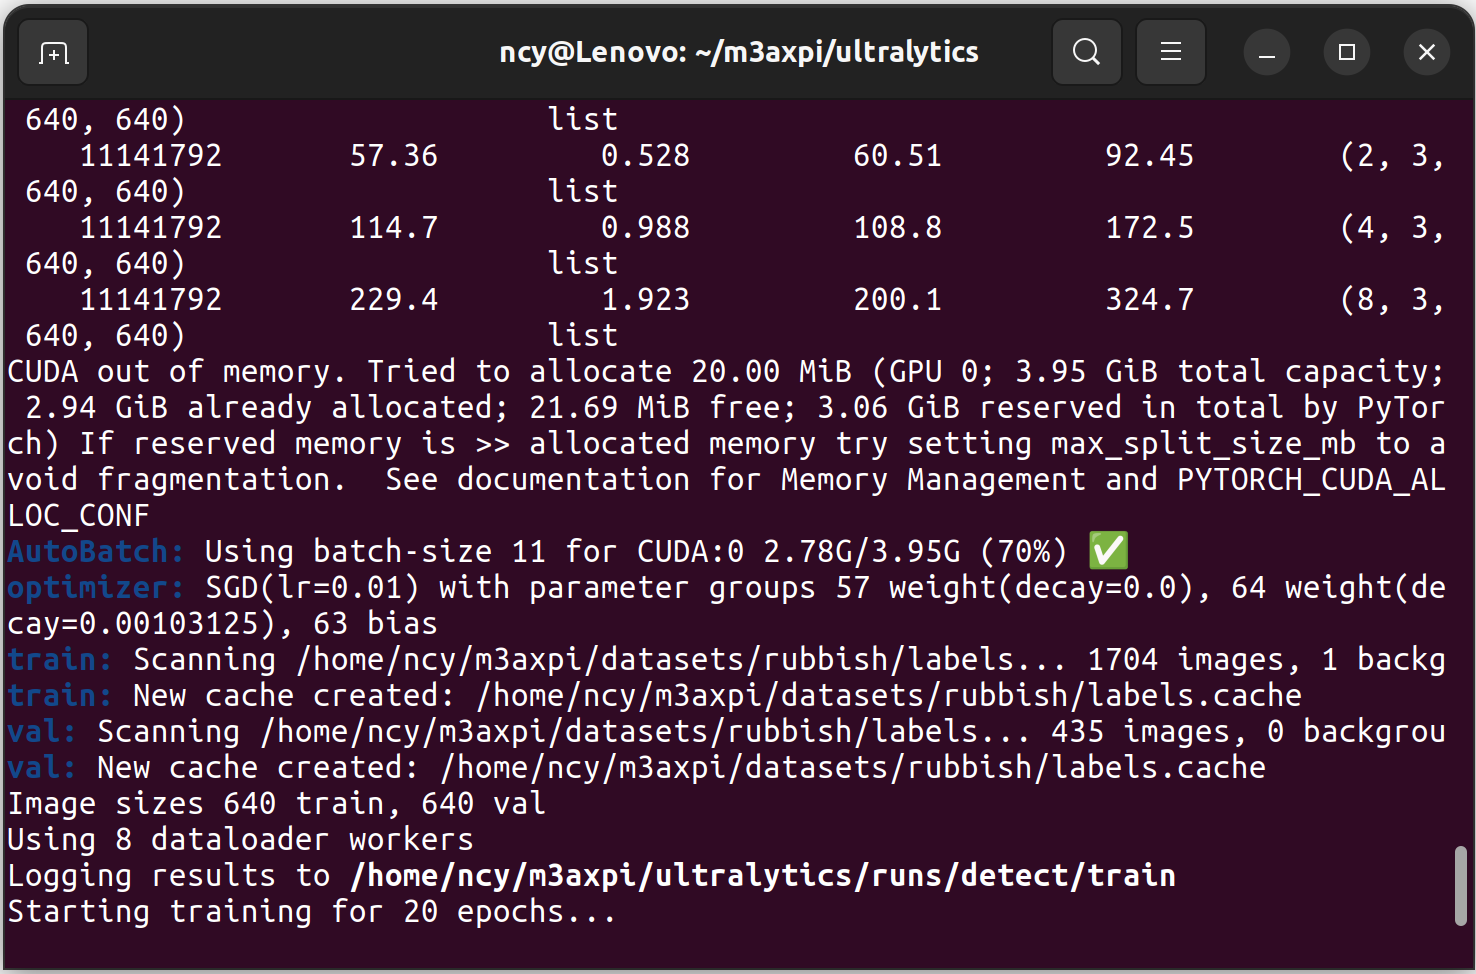 ncy@Lenovo: ~/m3axpi/ultralytics
640, 640) list
11141792 57.36 0.528 60.51 92.45 (2, 3,
640, 640) list
11141792 114.7 0.988 108.8 172.5 (4, 3,
640, 640) list
11141792 229.4 1.923 200.1 324.7 (8, 3,
640, 640) list
CUDA out of memory. Tried to allocate 20.00 MiB (GPU 0; 3.95 GiB total capacity;
2.94 GiB already allocated; 21.69 MiB free; 3.06 GiB reserved in total by PyTor
ch) If reserved memory is >> allocated memory try setting max_split_size_mb to a
void fragmentation.  See documentation for Memory Management and PYTORCH_CUDA_AL
LOC_CONF
AutoBatch: Using batch-size 11 for CUDA:0 2.78G/3.95G (70%) ✅
optimizer: SGD(lr=0.01) with parameter groups 57 weight(decay=0.0), 64 weight(de
cay=0.00103125), 63 bias
train: Scanning /home/ncy/m3axpi/datasets/rubbish/labels... 1704 images, 1 backg
train: New cache created: /home/ncy/m3axpi/datasets/rubbish/labels.cache
val: Scanning /home/ncy/m3axpi/datasets/rubbish/labels... 435 images, 0 backgrou
val: New cache created: /home/ncy/m3axpi/datasets/rubbish/labels.cache
Image sizes 640 train, 640 val
Using 8 dataloader workers
Logging results to /home/ncy/m3axpi/ultralytics/runs/detect/train
Starting training for 20 epochs...